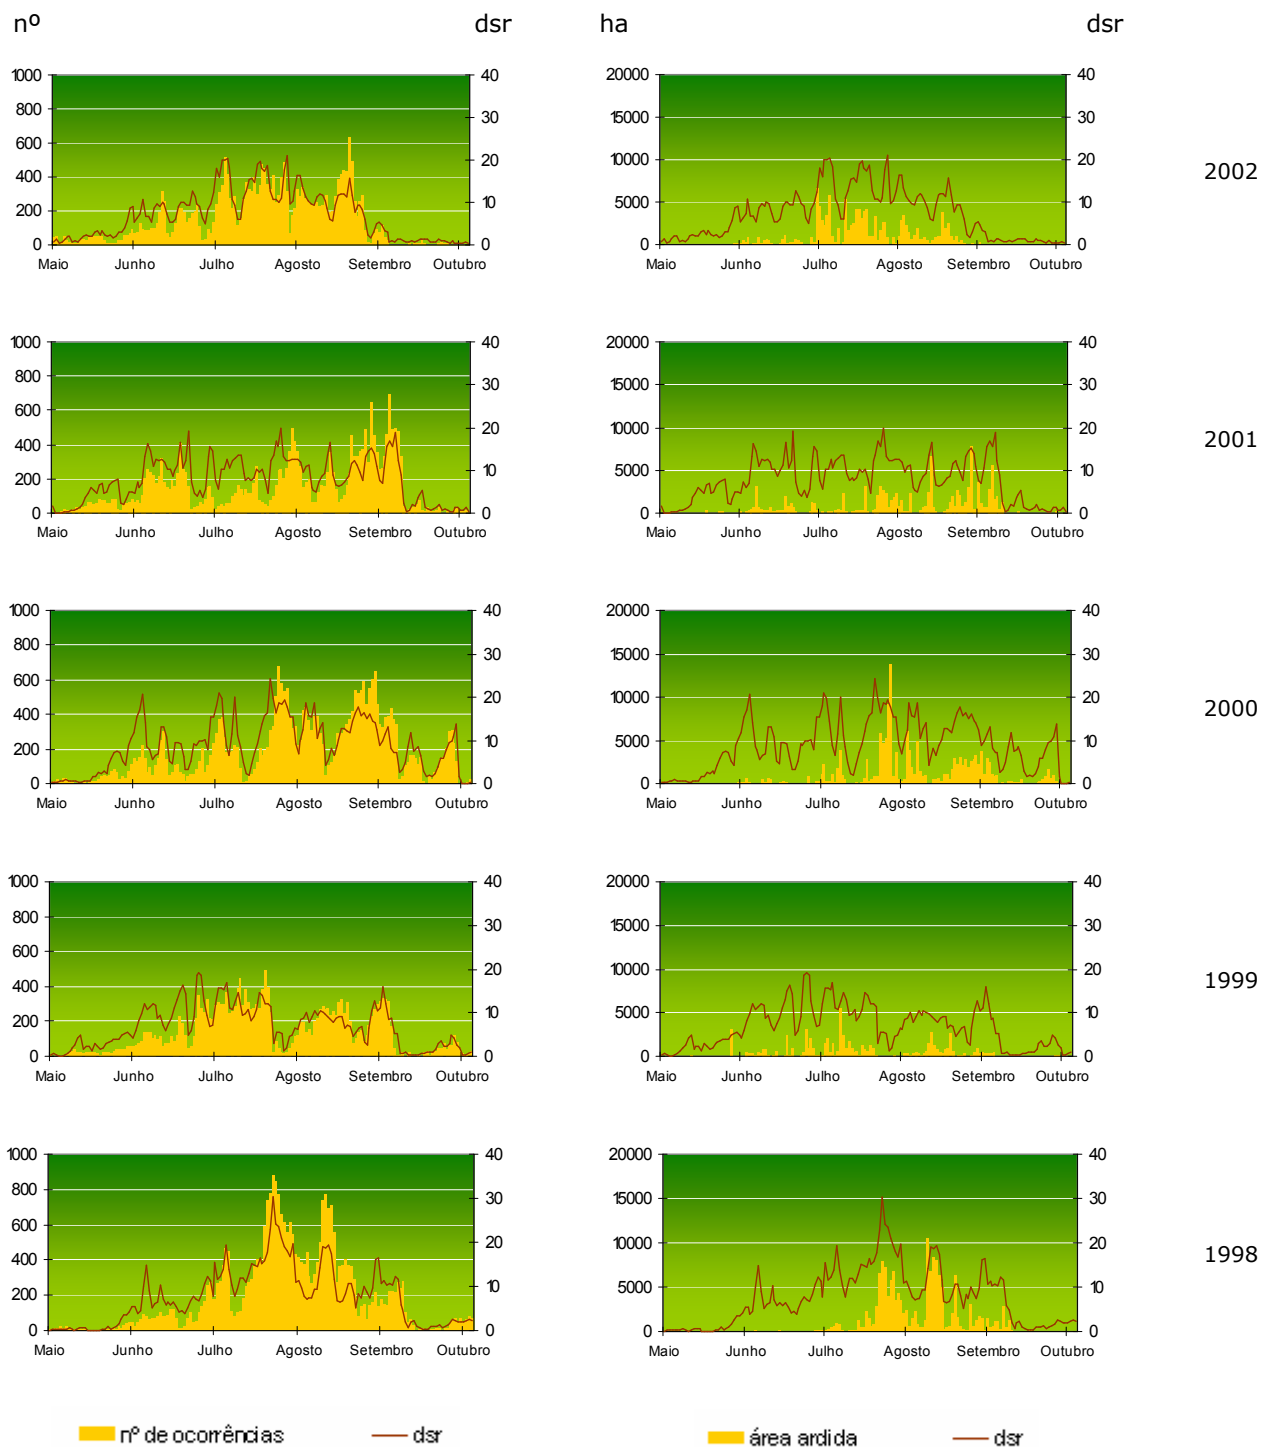 nº dsr ha dsr
1000 40 20000 40
800
600 30 15000 30
400 20 10000 20 2002
200 10 5000 10
0 0 0 0
Maio Junho Julho Agosto Setembro Outubro Maio Junho Julho Agosto Setembro Outubro
1000 40 20000 40
800
600 30 15000 30
400 20 10000 20 2001
200 10 5000 10
0 0 0 0
Maio Junho Julho Agosto Setembro Outubro Maio Junho Julho Agosto Setembro Outubro
1000 40 20000 40
800
600 30 15000 30
400 20 10000 20 2000
200 10 5000 10
0 0 0 0
Maio Junho Julho Agosto Setembro Outubro Maio Junho Julho Agosto Setembro Outubro
1000 40 20000 40
800
600 30 15000 30
400 20 10000 20 1999
200 10 5000 10
0 0 0 0
Maio Junho Julho Agosto Setembro Outubro Maio Junho Julho Agosto Setembro Outubro
1000 40 20000 40
800
600 30 15000 30
400 20 10000 20 1998
200 10 5000 10
0 0 0 0
Maio Junho Julho Agosto Setembro Outubro Maio Junho Julho Agosto Setembro Outubro
nº de ocorrências dsr área ardida dsr